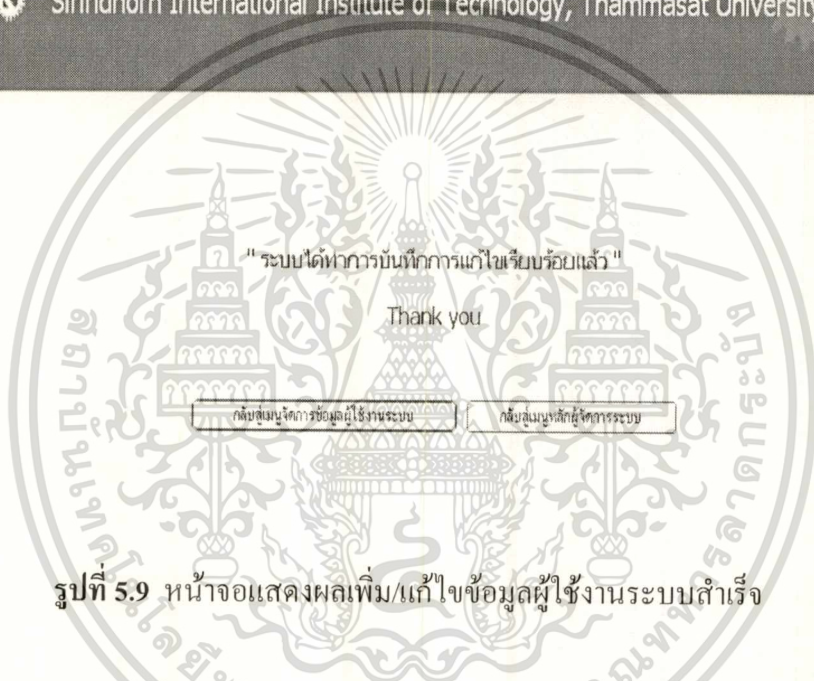 Sirindhorn International Institute of Technology, Thammasat University
" ระบบได้ทำการบันทึกการแก้ไขเรียบร้อยแล้ว "
Thank you
กลับสู่เมนูจัดการข้อมูลผู้ใช้งานระบบ กลับสู่เมนูหลักผู้จัดการระบบ
รูปที่ 5.9 หน้าจอแสดงผลเพิ่ม/แก้ไขข้อมูลผู้ใช้งานระบบสำเร็จ